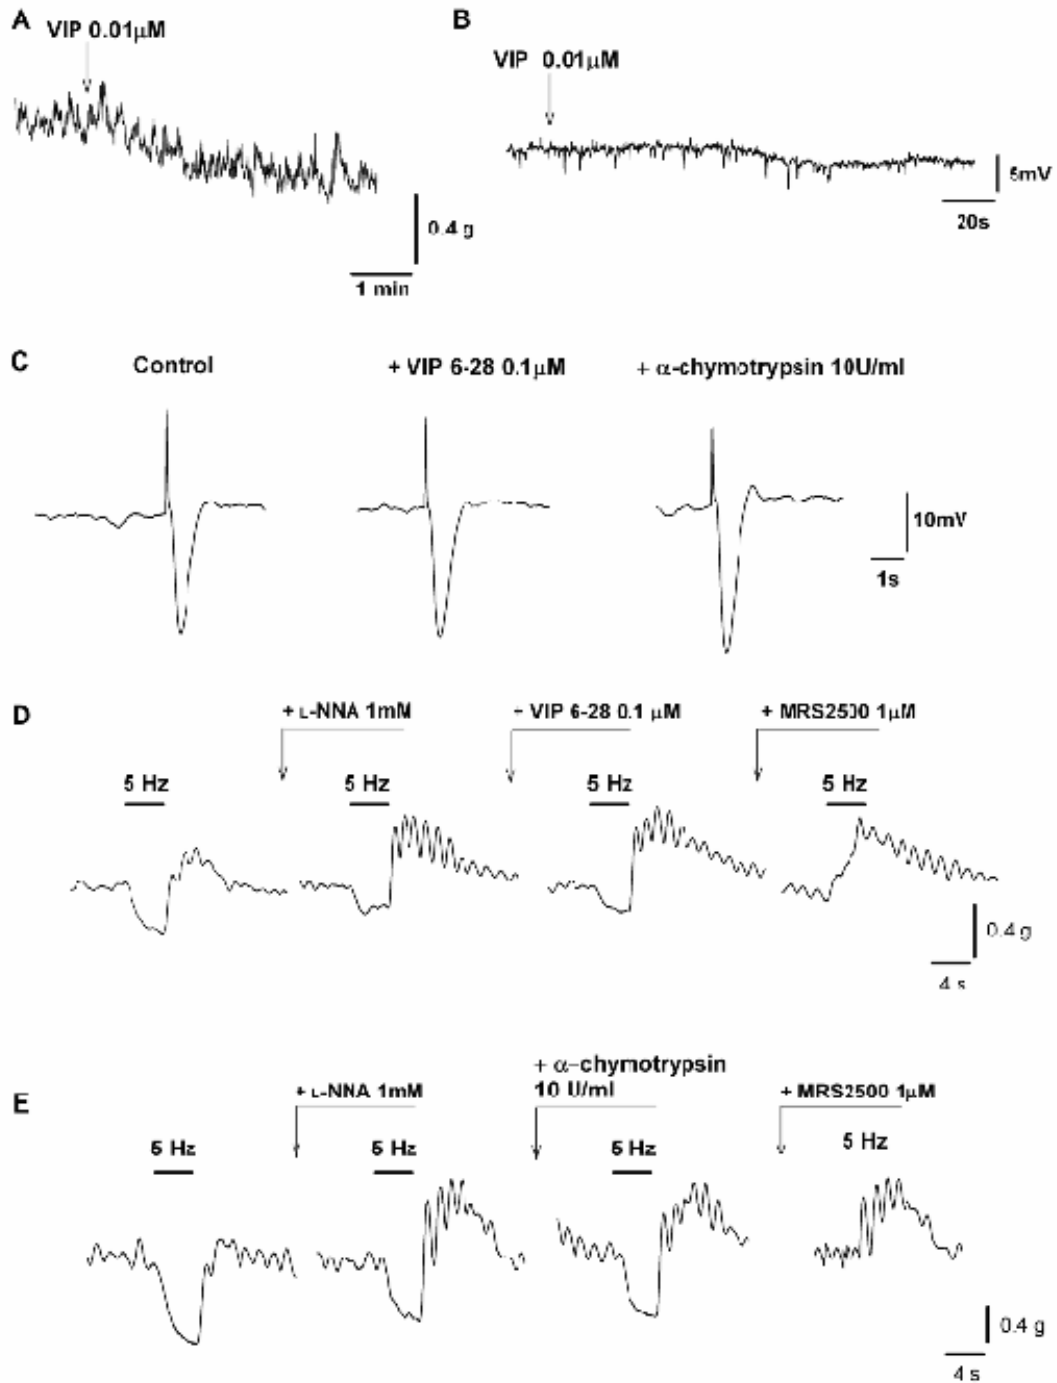 A
VIP 0.01µM
0.4 g
1 min
B
VIP 0.01µM
5mV
20s
C
Control
+ VIP 6-28 0.1µM
+ α-chymotrypsin 10U/ml
10mV
1s
D
+ L-NNA 1mM
+ VIP 6-28 0.1 µM
+ MRS2500 1µM
5 Hz
5 Hz
5 Hz
5 Hz
0.4 g
4 s
E
+ L-NNA 1mM
+ α-chymotrypsin
10 U/ml
+ MRS2500 1µM
5 Hz
5 Hz
5 Hz
5 Hz
0.4 g
4 s